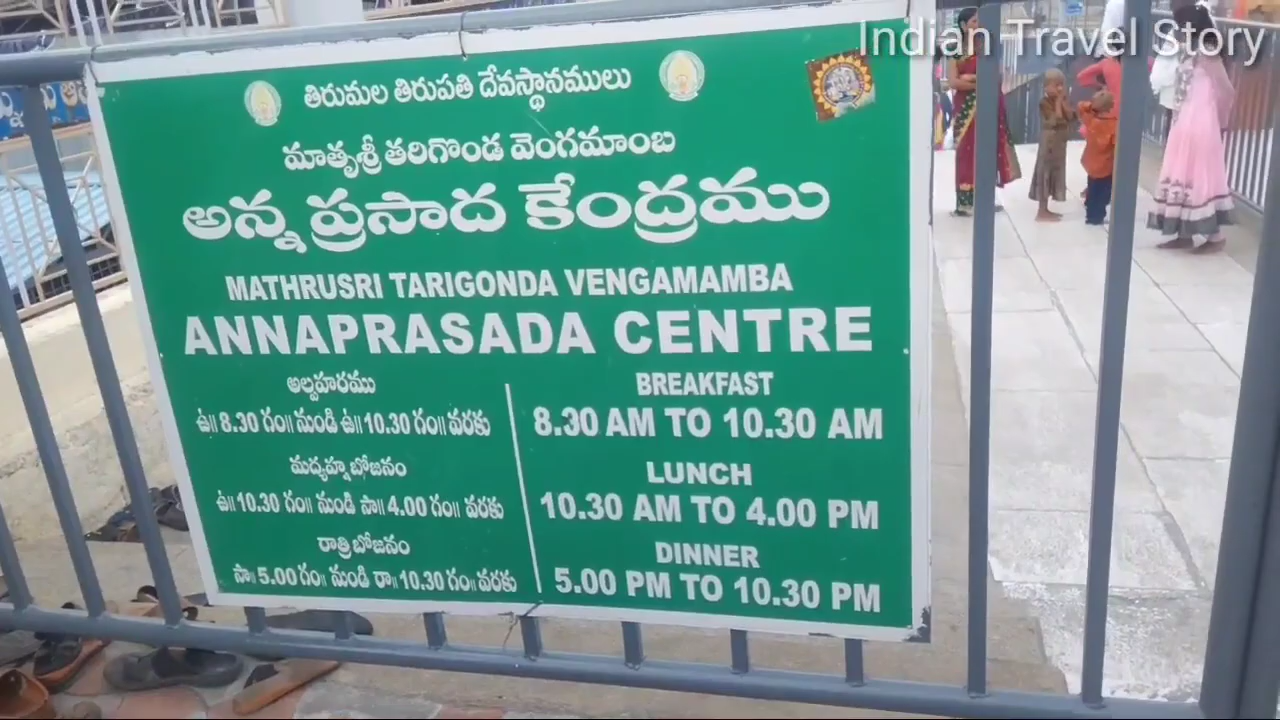 Indian Travel Story
తిరుమల తిరుపతి దేవస్థానములు
మాతృశ్రీ తరిగొండ వెంగమాంబ
అన్న ప్రసాద కేంద్రము
MATHRUSRI TARIGONDA VENGAMAMBA
ANNAPRASADA CENTRE
అల్పహారము
ఉ॥ 8.30 గం॥ నుండి ఉ॥ 10.30 గం॥ వరకు
మధ్యహ్న భోజనం
ఉ॥ 10.30 గం॥ నుండి సా॥ 4.00 గం॥ వరకు
రాత్రి భోజనం
సా॥ 5.00 గం॥ నుండి రా॥ 10.30 గం॥ వరకు
BREAKFAST
8.30 AM TO 10.30 AM
LUNCH
10.30 AM TO 4.00 PM
DINNER
5.00 PM TO 10.30 PM